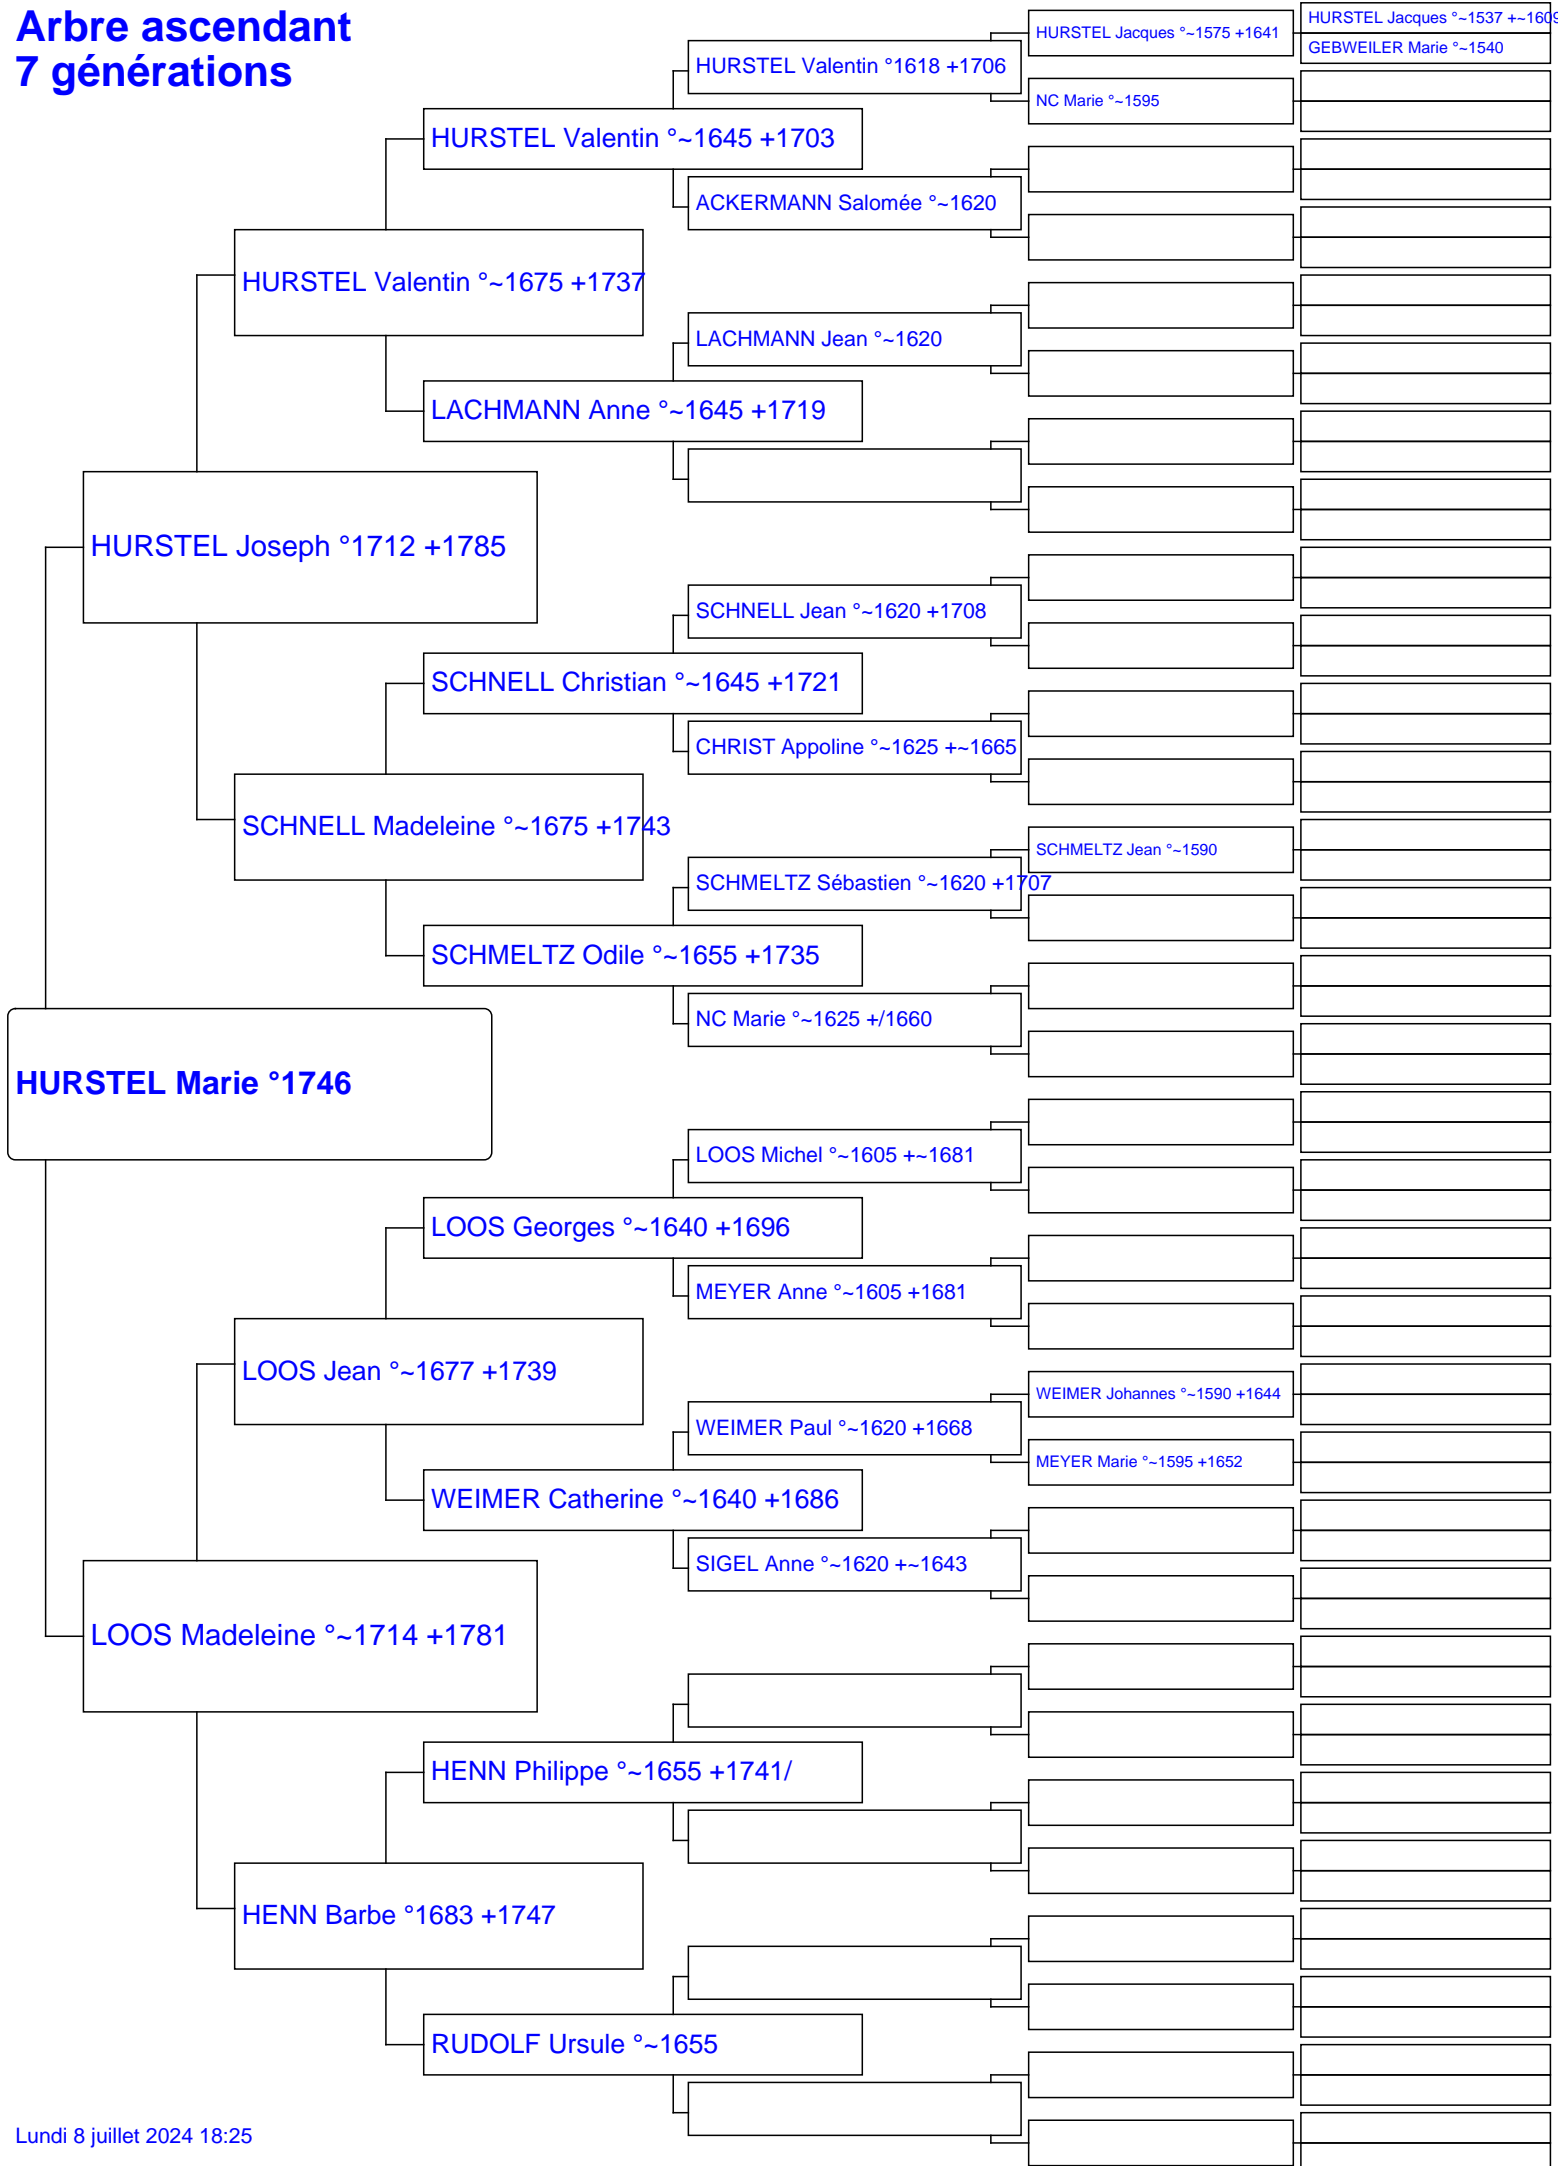 Arbre ascendant
7 générations
HURSTEL Jacques °~1537 +~1609
HURSTEL Jacques °~1575 +1641
GEBWEILER Marie °~1540
HURSTEL Valentin °1618 +1706
NC Marie °~1595
HURSTEL Valentin °~1645 +1703
ACKERMANN Salomée °~1620
HURSTEL Valentin °~1675 +1737
LACHMANN Jean °~1620
LACHMANN Anne °~1645 +1719
HURSTEL Joseph °1712 +1785
SCHNELL Jean °~1620 +1708
SCHNELL Christian °~1645 +1721
CHRIST Appoline °~1625 +~1665
SCHNELL Madeleine °~1675 +1743
SCHMELTZ Jean °~1590
SCHMELTZ Sébastien °~1620 +1707
SCHMELTZ Odile °~1655 +1735
NC Marie °~1625 +/1660
HURSTEL Marie °1746
LOOS Michel °~1605 +~1681
LOOS Georges °~1640 +1696
MEYER Anne °~1605 +1681
LOOS Jean °~1677 +1739
WEIMER Johannes °~1590 +1644
WEIMER Paul °~1620 +1668
MEYER Marie °~1595 +1652
WEIMER Catherine °~1640 +1686
SIGEL Anne °~1620 +~1643
LOOS Madeleine °~1714 +1781
HENN Philippe °~1655 +1741/
HENN Barbe °1683 +1747
RUDOLF Ursule °~1655
Lundi 8 juillet 2024 18:25